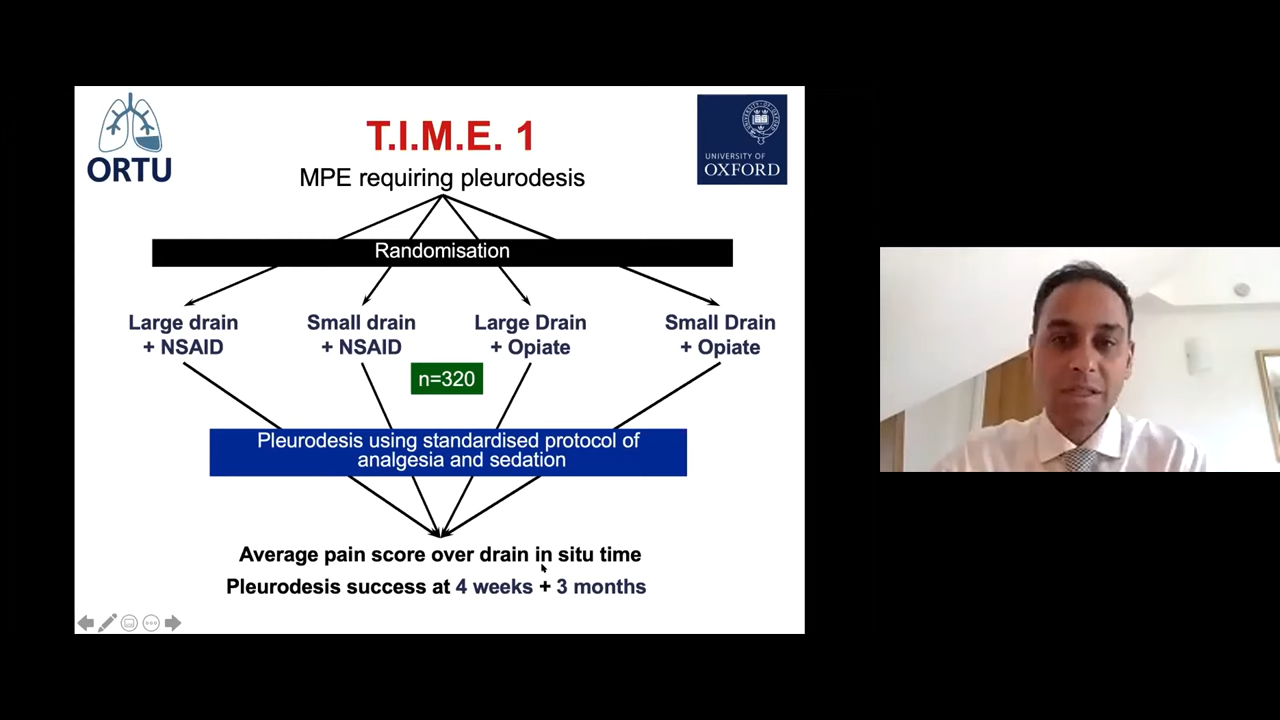 ORTU
T.I.M.E. 1
UNIVERSITY OF
OXFORD
MPE requiring pleurodesis
Randomisation
Large drain
+ NSAID
Small drain
+ NSAID
Large Drain
+ Opiate
Small Drain
+ Opiate
n=320
Pleurodesis using standardised protocol of
analgesia and sedation
Average pain score over drain in situ time
Pleurodesis success at 4 weeks + 3 months